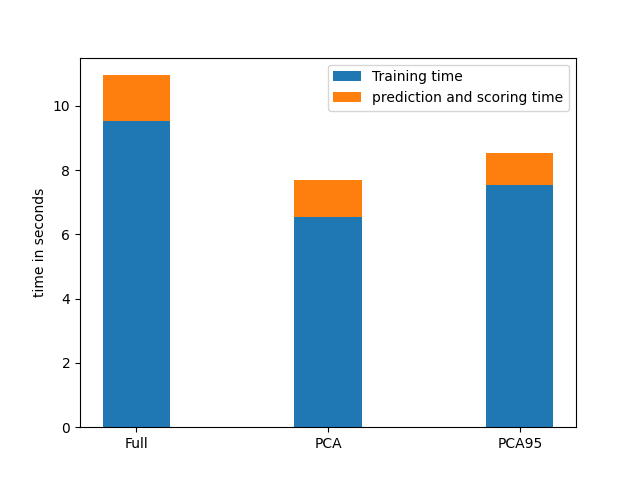 Training time
prediction and scoring time
time in seconds
10
8
6
4
2
0
Full
PCA
PCA95